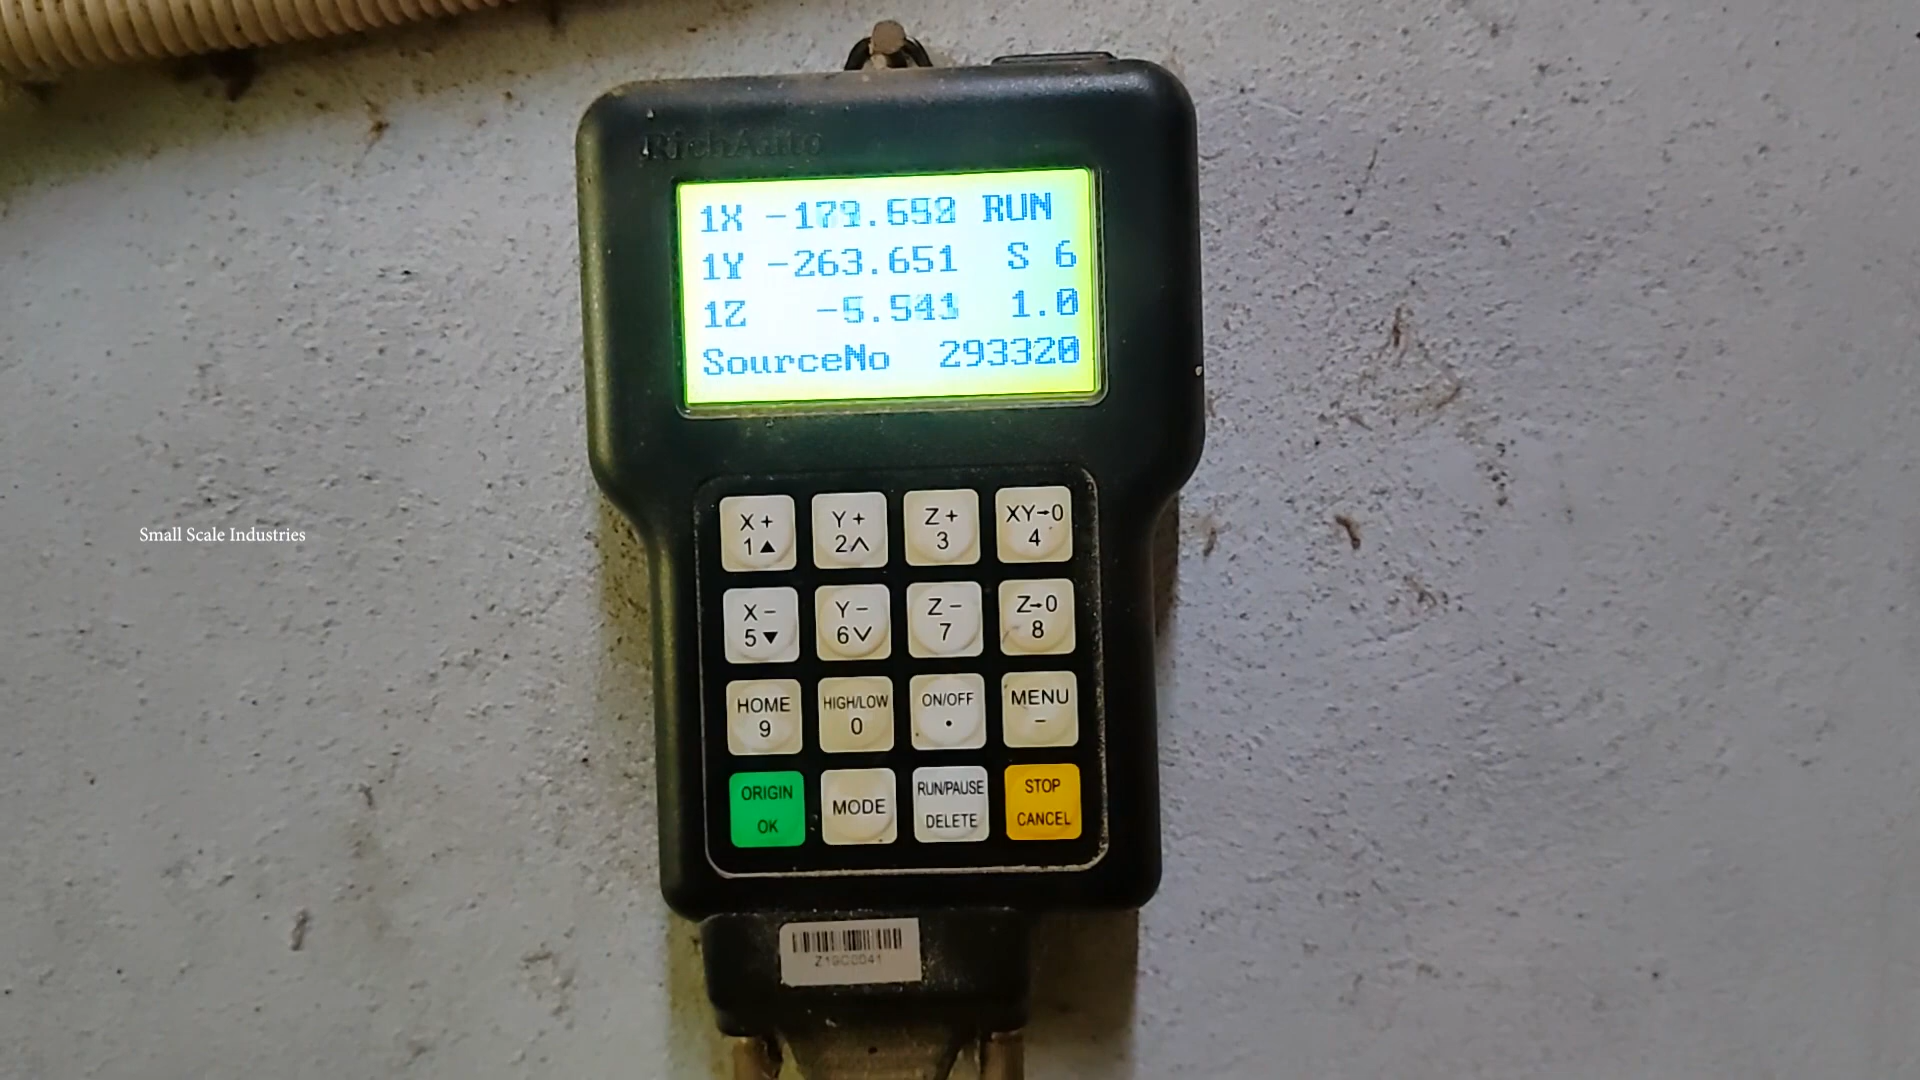 RichAuto
1X -179.692 RUN
1Y -263.651 S 6
1Z -5.541 1.0
SourceNo 293320
X+ Y+ Z+ XY→0
1▲ 2∧ 3 4
X- Y- Z- Z→0
5▼ 6∨ 7 8
HOME HIGH/LOW ON/OFF MENU
9 0 • -
ORIGIN MODE RUN/PAUSE STOP
OK DELETE CANCEL
Small Scale Industries